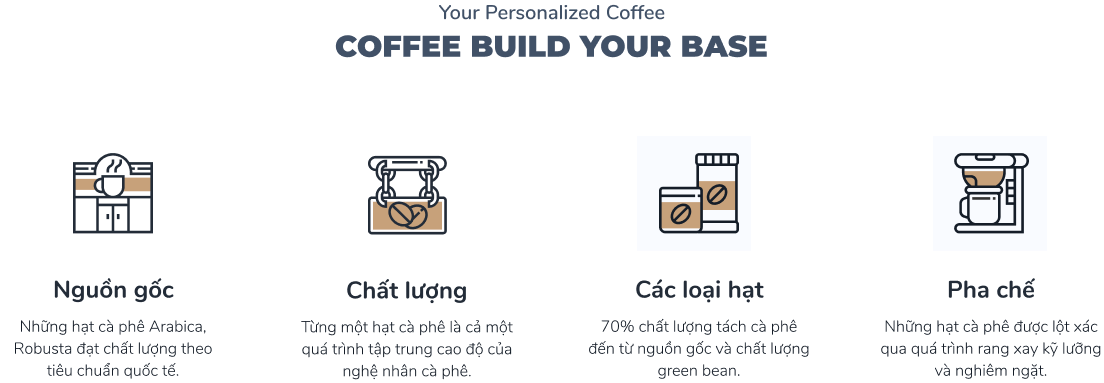 Your Personalized Coffee
COFFEE BUILD YOUR BASE
Nguồn gốc
Những hạt cà phê Arabica,
Robusta đạt chất lượng theo
tiêu chuẩn quốc tế.
Chất lượng
Từng một hạt cà phê là cả một
quá trình tập trung cao độ của
nghệ nhân cà phê.
Các loại hạt
70% chất lượng tách cà phê
đến từ nguồn gốc và chất lượng
green bean.
Pha chế
Những hạt cà phê được lột xác
qua quá trình rang xay kỹ lưỡng
và nghiêm ngặt.